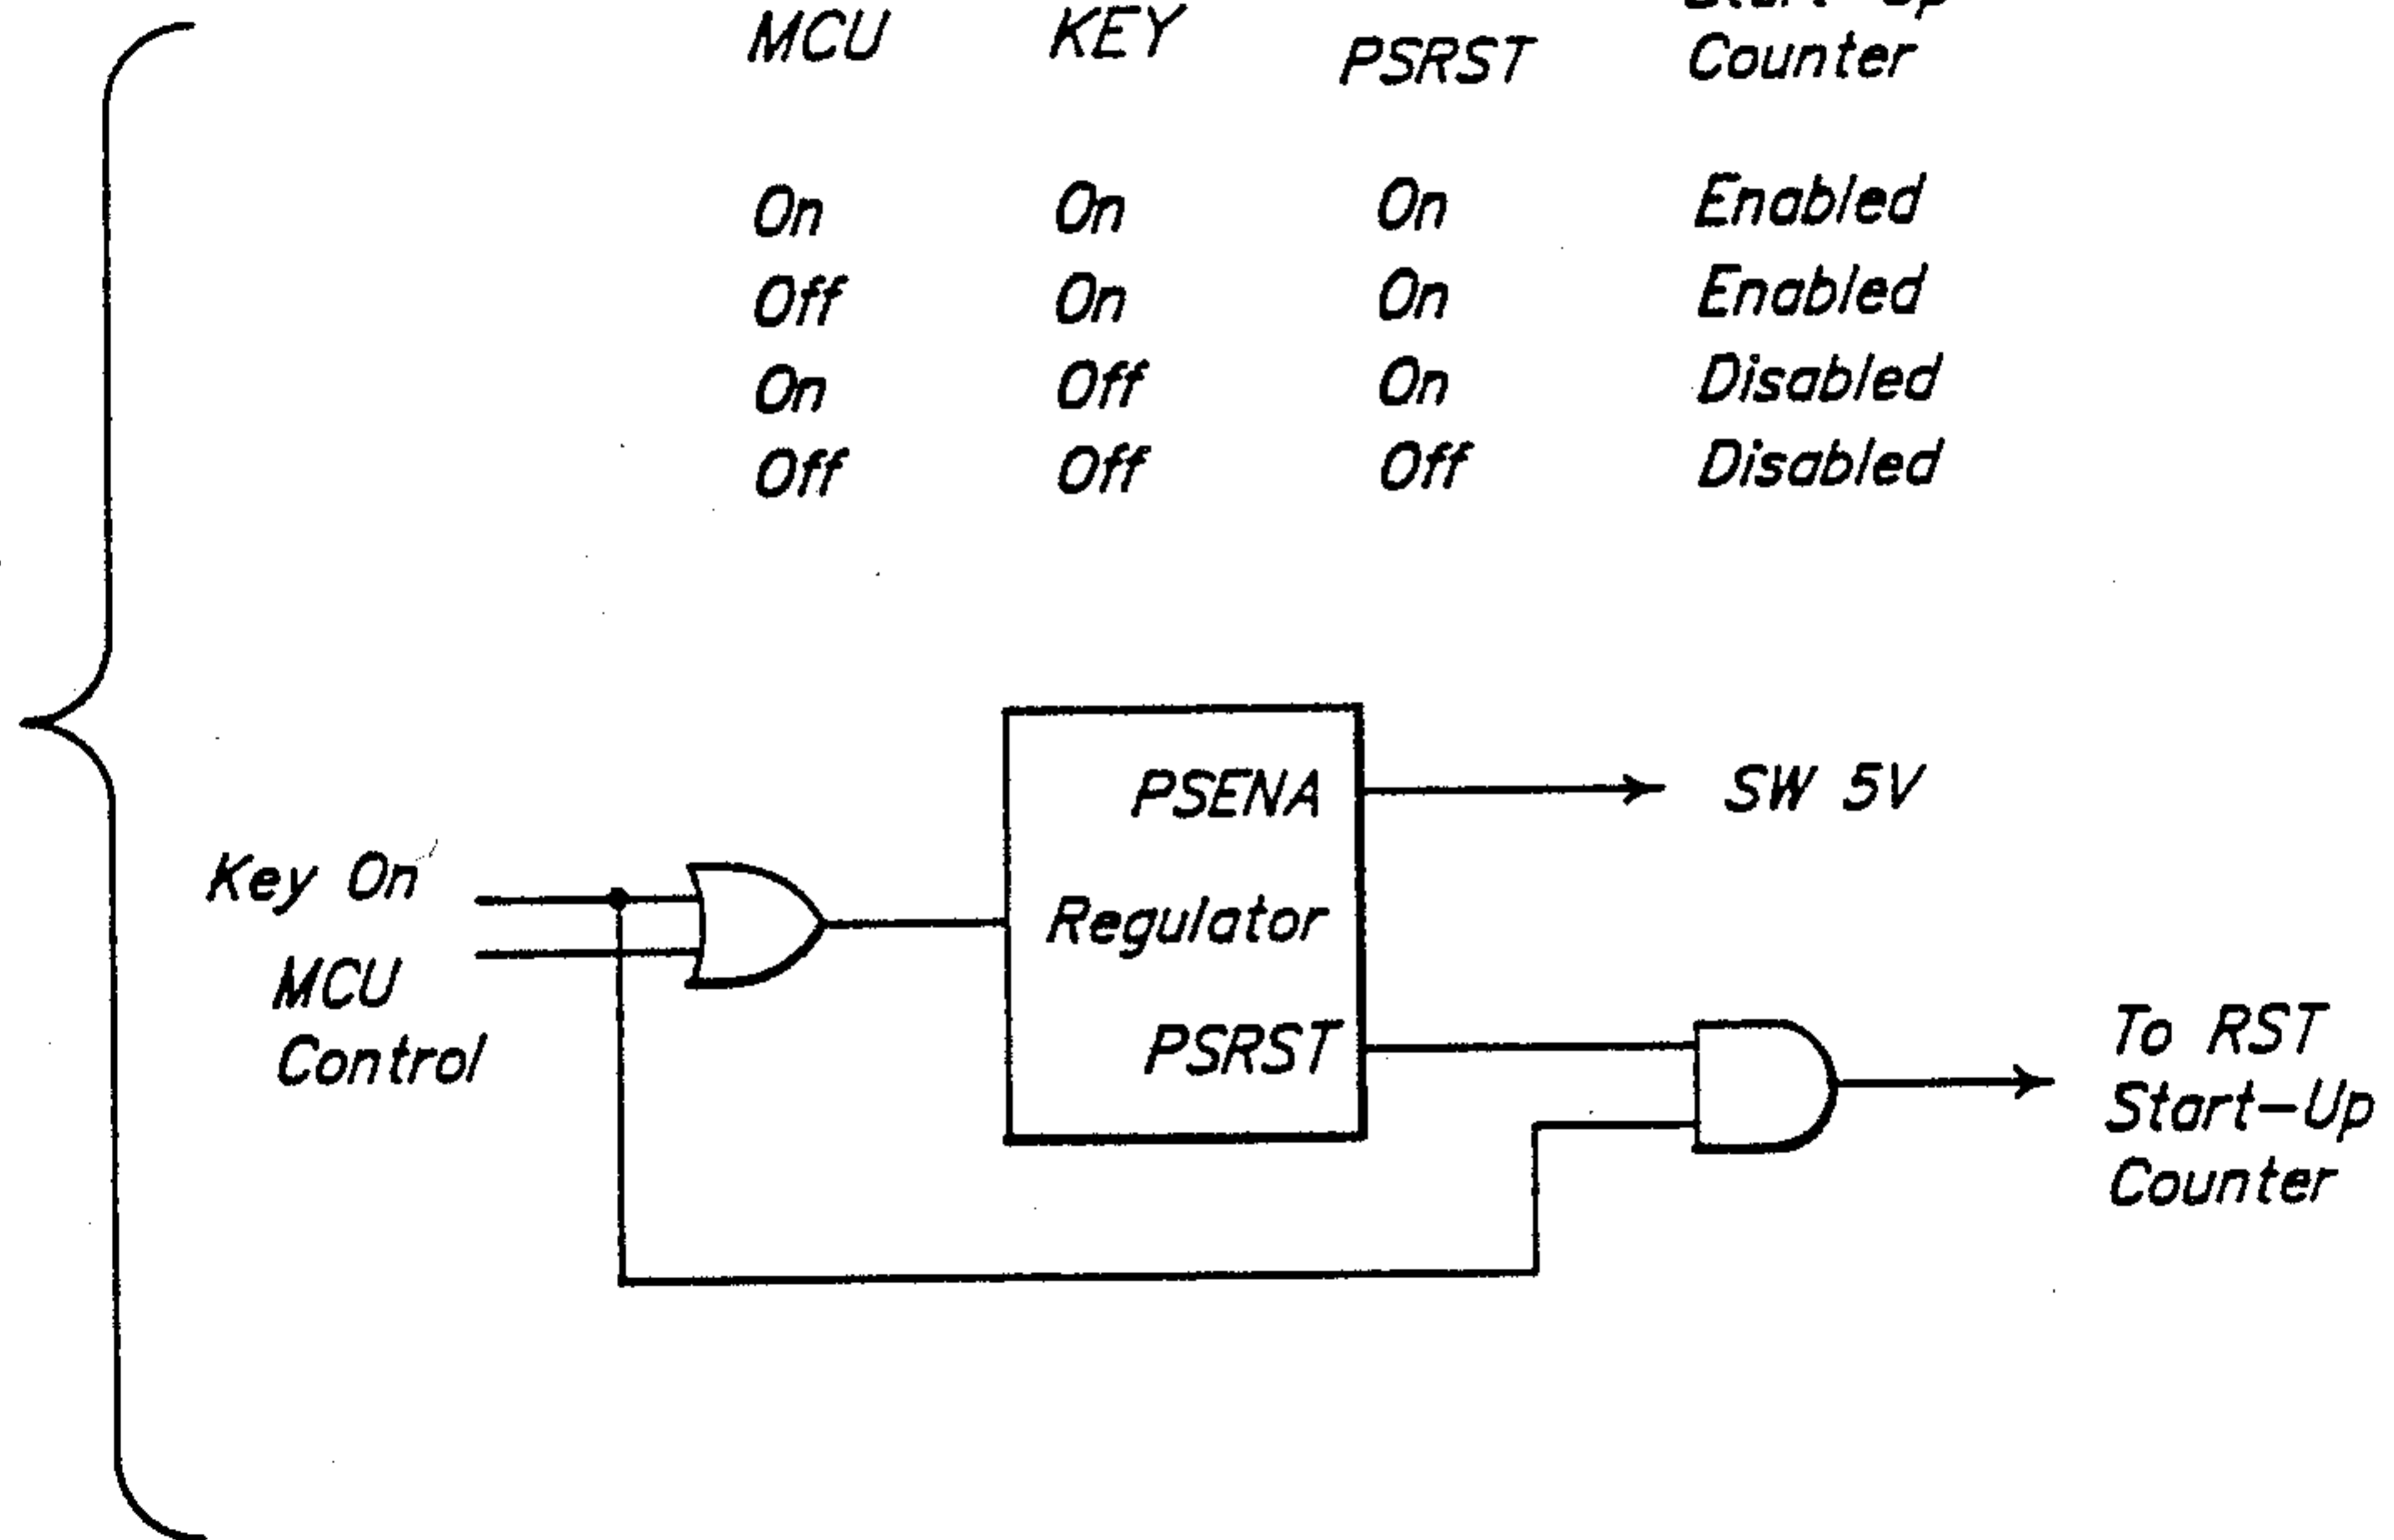 MCU KEY PSRST Counter
On On On Enabled
Off On On Enabled
On Off On Disabled
Off Off Off Disabled
PSENA
SW 5V
Key On
Regulator
MCU
Control
PSRST
To RST
Start-Up
Counter